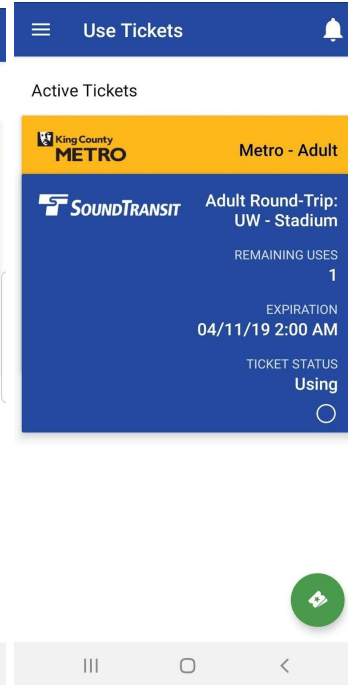 Use Tickets
Active Tickets
King County
METRO
Metro - Adult
SOUNDTRANSIT
Adult Round-Trip:
UW - Stadium
REMAINING USES
1
EXPIRATION
04/11/19 2:00 AM
TICKET STATUS
Using